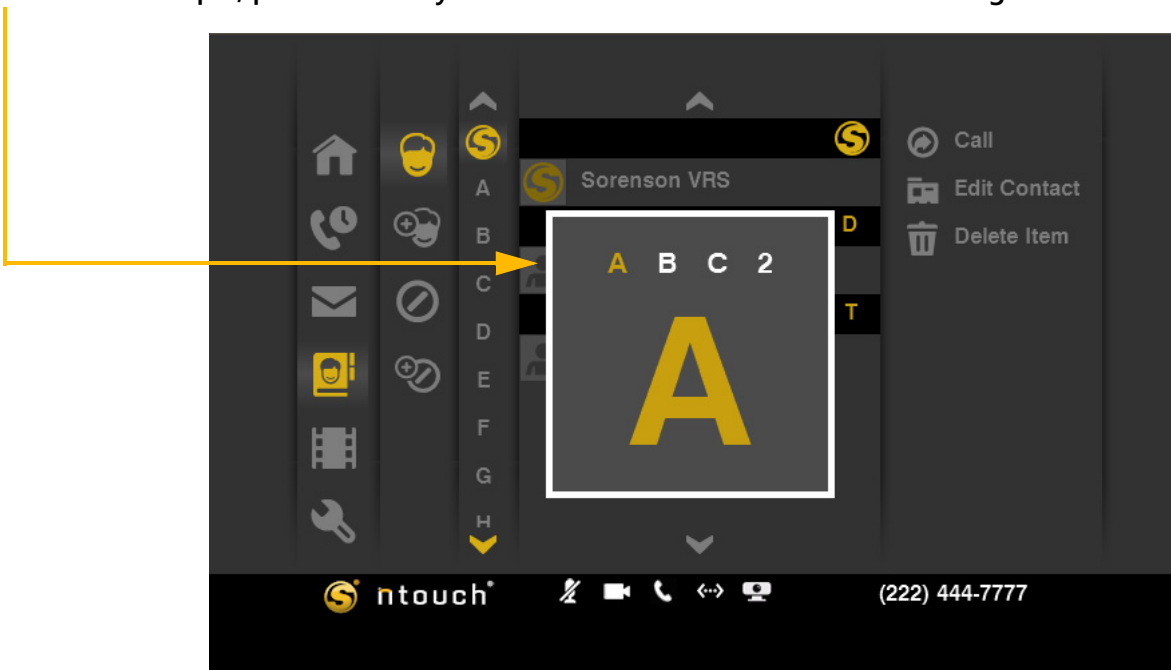 Call
A
Sorenson VRS
Edit Contact
B
D
Delete Item
A B C 2
C
T
D
A
E
F
G
H
ntouch
(222) 444-7777